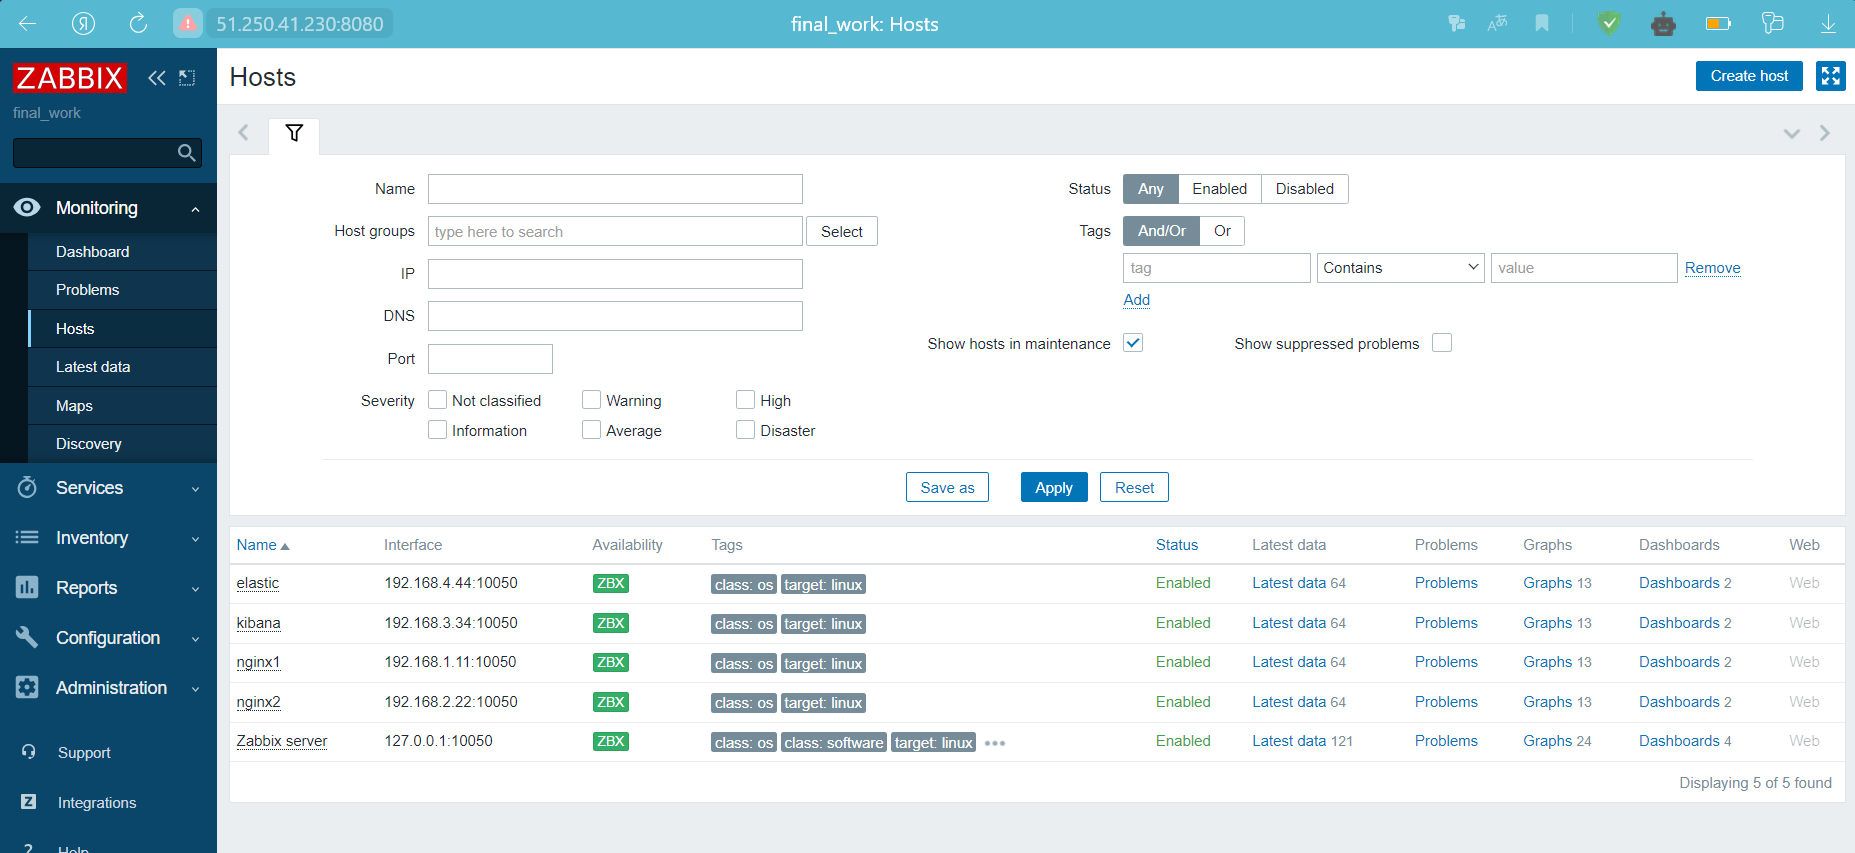 Я 51.250.41.230:8080 final_work: Hosts
ZABBIX
final_work
Monitoring
Dashboard
Problems
Hosts
Latest data
Maps
Discovery
Services
Inventory
Reports
Configuration
Administration
Support
Z Integrations
? Help
Hosts
Create host
Name
Host groups type here to search Select
IP
DNS
Port
Severity Not classified Warning High
Information Average Disaster
Status Any Enabled Disabled
Tags And/Or Or
tag Contains value Remove
Add
Show hosts in maintenance Show suppressed problems
Save as Apply Reset
Name Interface Availability Tags Status Latest data Problems Graphs Dashboards Web
elastic 192.168.4.44:10050 ZBX class: os target: linux Enabled Latest data 64 Problems Graphs 13 Dashboards 2 Web
kibana 192.168.3.34:10050 ZBX class: os target: linux Enabled Latest data 64 Problems Graphs 13 Dashboards 2 Web
nginx1 192.168.1.11:10050 ZBX class: os target: linux Enabled Latest data 64 Problems Graphs 13 Dashboards 2 Web
nginx2 192.168.2.22:10050 ZBX class: os target: linux Enabled Latest data 64 Problems Graphs 13 Dashboards 2 Web
Zabbix server 127.0.0.1:10050 ZBX class: os class: software target: linux ••• Enabled Latest data 121 Problems Graphs 24 Dashboards 4 Web
Displaying 5 of 5 found